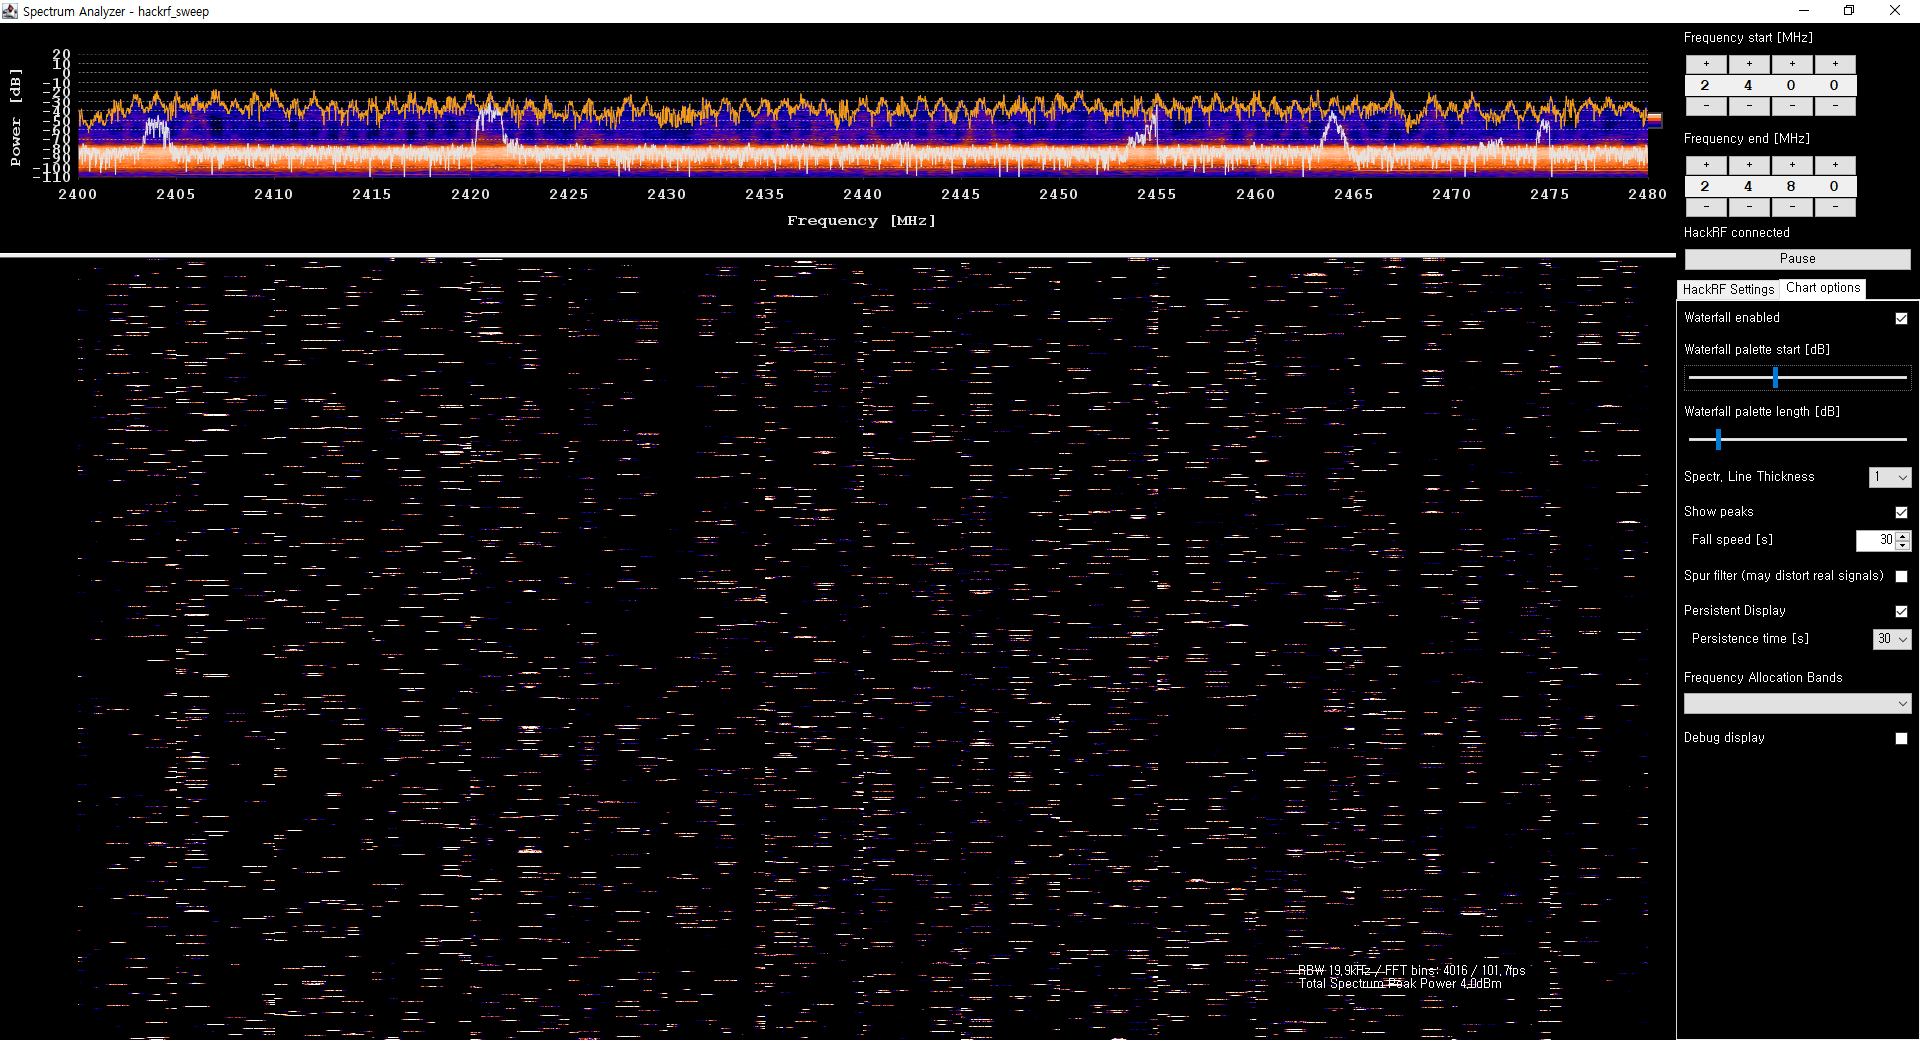 Spectrum Analyzer - hackrf_sweep
Power [dB]
20
10
0
-10
-20
-30
-40
-50
-60
-70
-80
-90
-100
-110
2400 2405 2410 2415 2420 2425 2430 2435 2440 2445 2450 2455 2460 2465 2470 2475 2480
Frequency [MHz]
RBW 19,9kHz / FFT bins: 4016 / 101,7fps
Total Spectrum Peak Power 4,0dBm
Frequency start [MHz]
+ + + +
2 4 0 0
- - - -
Frequency end [MHz]
+ + + +
2 4 8 0
- - - -
HackRF connected
Pause
HackRF Settings Chart options
Waterfall enabled
Waterfall palette start [dB]
Waterfall palette length [dB]
Spectr. Line Thickness 1
Show peaks
Fall speed [s] 30
Spur filter (may distort real signals)
Persistent Display
Persistence time [s] 30
Frequency Allocation Bands
Debug display